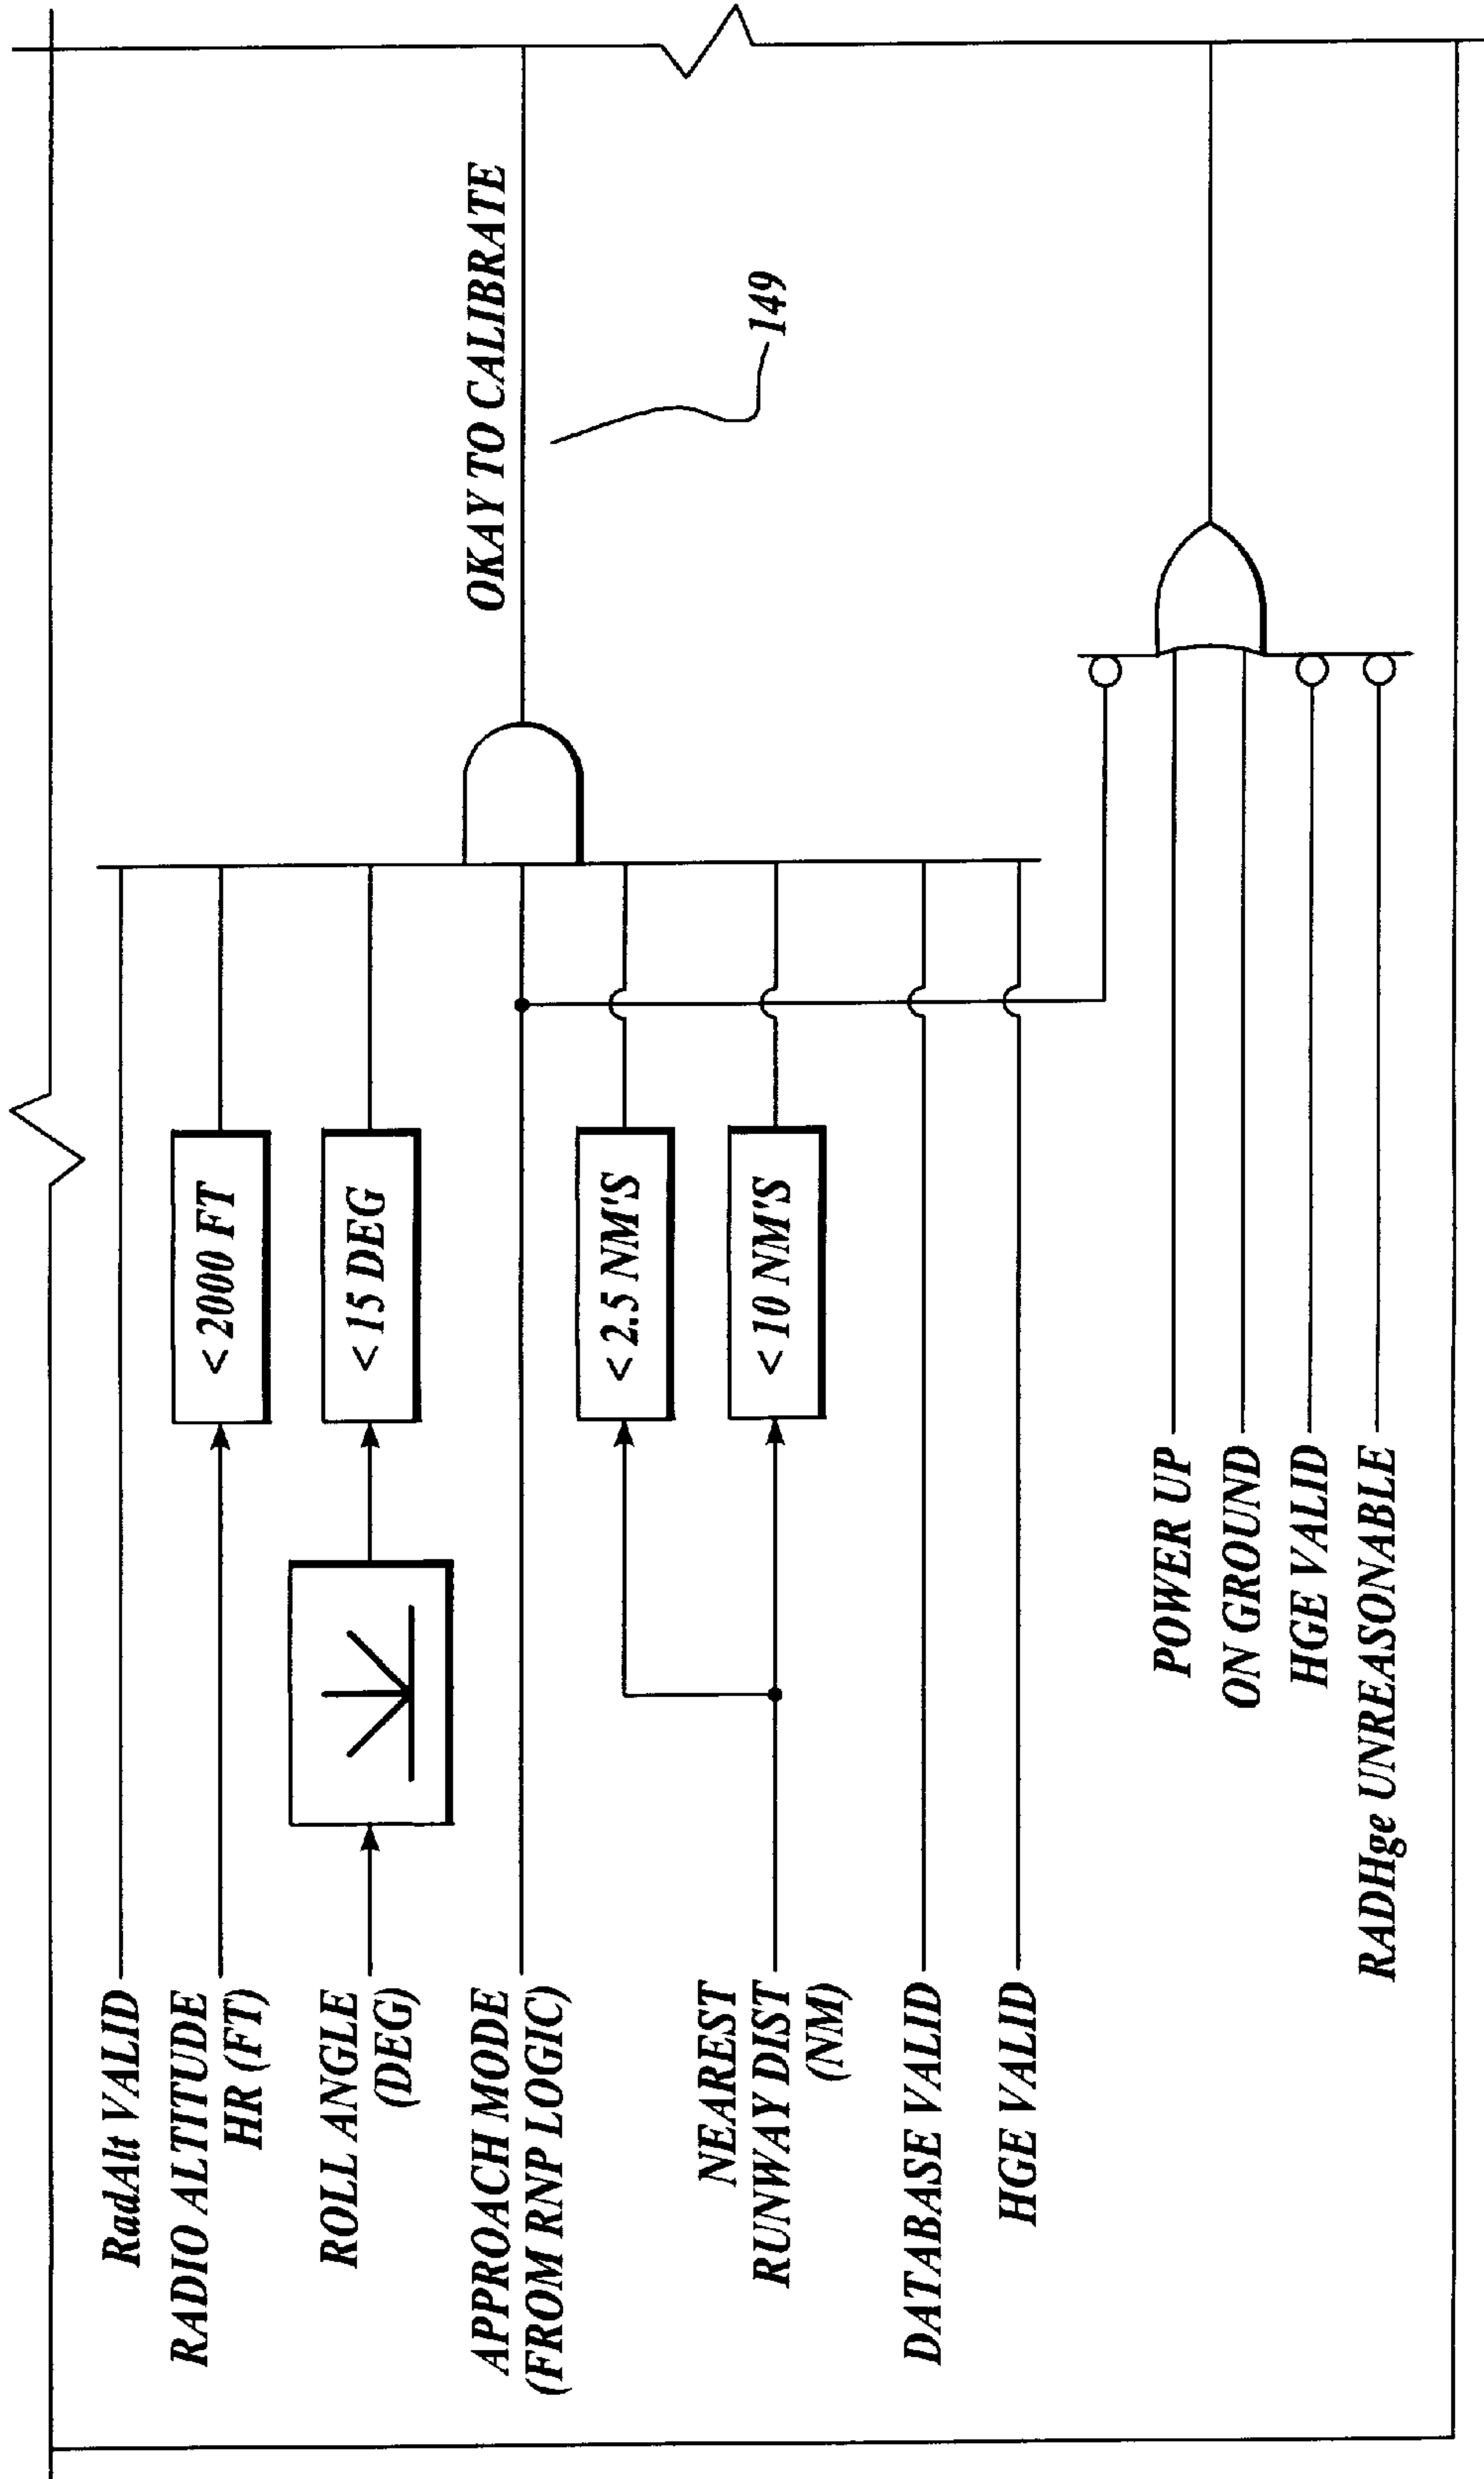 RadAlt VALID
RADIO ALTITUDE
HR (FT)
< 2000 FT
ROLL ANGLE
(DEG)
< 15 DEG
APPROACH MODE
(FROM RNP LOGIC)
OKAY TO CALIBRATE
149
< 2.5 NM'S
NEAREST
RUNWAY DIST
(NM)
< 10 NM'S
DATABASE VALID
HGE VALID
POWER UP
ON GROUND
HGE VALID
RADHge UNREASONABLE